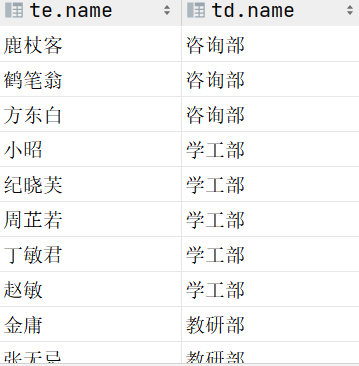 te.name td.name
鹿杖客 咨询部
鹤笔翁 咨询部
方东白 咨询部
小昭 学工部
纪晓芙 学工部
周芷若 学工部
丁敏君 学工部
赵敏 学工部
金庸 教研部
张无忌 教研部